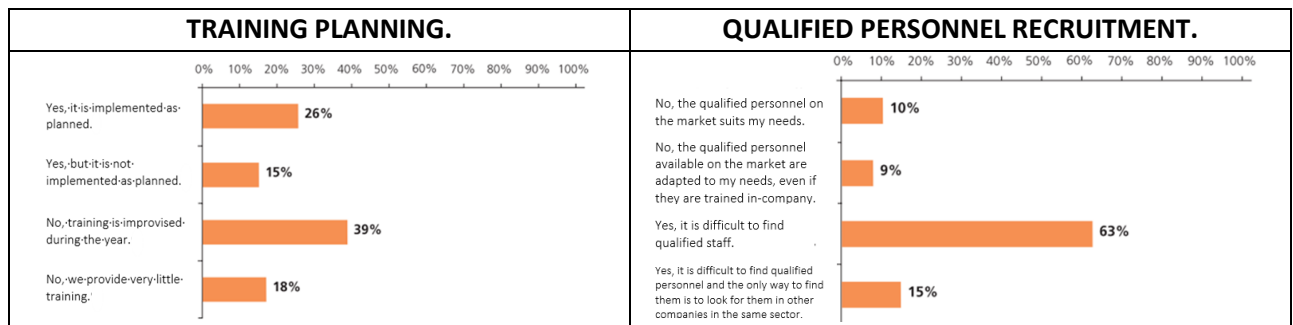 TRAINING PLANNING.
0% 10% 20% 30% 40% 50% 60% 70% 80% 90% 100%
Yes,·it·is·implemented·as·
planned.
26%
Yes,·but·it·is·not·
implemented·as·planned.
15%
No,·training·is·improvised·
during·the·year.
39%
No,·we·provide·very·little·
training.
18%
QUALIFIED PERSONNEL RECRUITMENT.
0% 10% 20% 30% 40% 50% 60% 70% 80% 90% 100%
No, the qualified personnel on
the market suits my needs.
10%
No, the qualified personnel
available on the market are
adapted to my needs, even if
they are trained in-company.
9%
Yes, it is difficult to find
qualified staff.
63%
Yes, it is difficult to find qualified
personnel and the only way to find
them is to look for them in other
companies in the same sector.
15%